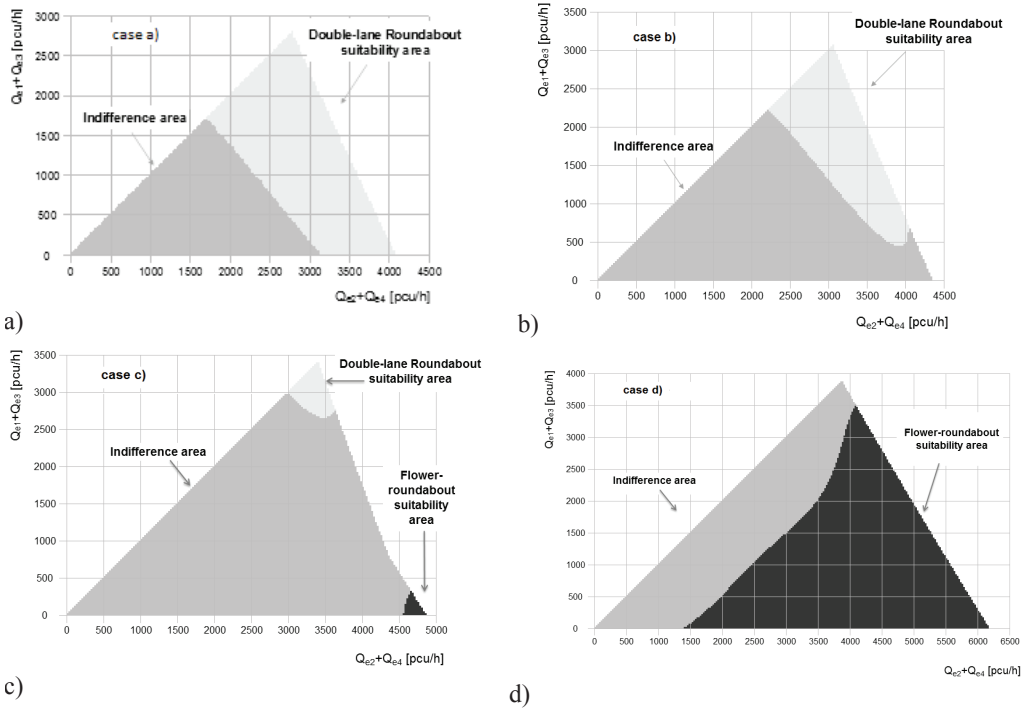 3000
2500
2000
1500
1000
500
0
Qe1+Qe3 [pcu/h]
case a)
Double-lane Roundabout
suitability area
Indifference area
0 500 1000 1500 2000 2500 3000 3500 4000 4500
Qe2+Qe4 [pcu/h]
a)
3500
3000
2500
2000
1500
1000
500
0
Qe1+Qe3 [pcu/h]
case b)
Double-lane Roundabout
suitability area
Indifference area
0 500 1000 1500 2000 2500 3000 3500 4000 4500
Qe2+Qe4 [pcu/h]
b)
3500
3000
2500
2000
1500
1000
500
0
Qe1+Qe3 [pcu/h]
case c)
Double-lane Roundabout
suitability area
Indifference area
Flower-
roundabout
suitability
area
0 500 1000 1500 2000 2500 3000 3500 4000 4500 5000
Qe2+Qe4 [pcu/h]
c)
4000
3500
3000
2500
2000
1500
1000
500
0
Qe1+Qe3 [pcu/h]
case d)
Flower-roundabout
suitability area
Indifference area
0 500 1000 1500 2000 2500 3000 3500 4000 4500 5000 5500 6000 6500
Qe2+Qe4 [pcu/h]
d)